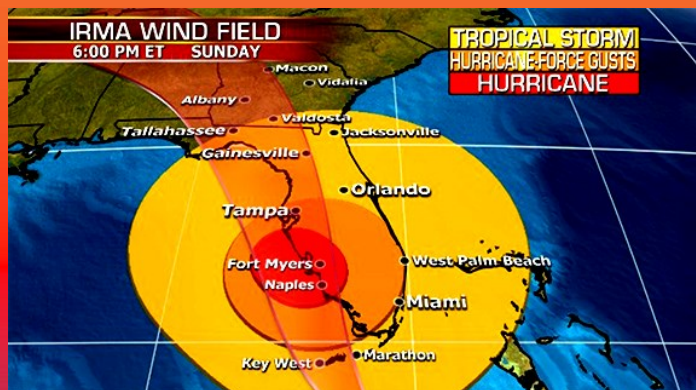 IRMA WIND FIELD
6:00 PM ET SUNDAY
TROPICAL STORM
HURRICANE-FORCE GUSTS
HURRICANE
Macon
Vidalia
Albany
Valdosta
Tallahassee
Jacksonville
Gainesville
Orlando
Tampa
Fort Myers
West Palm Beach
Naples
Miami
Marathon
Key West